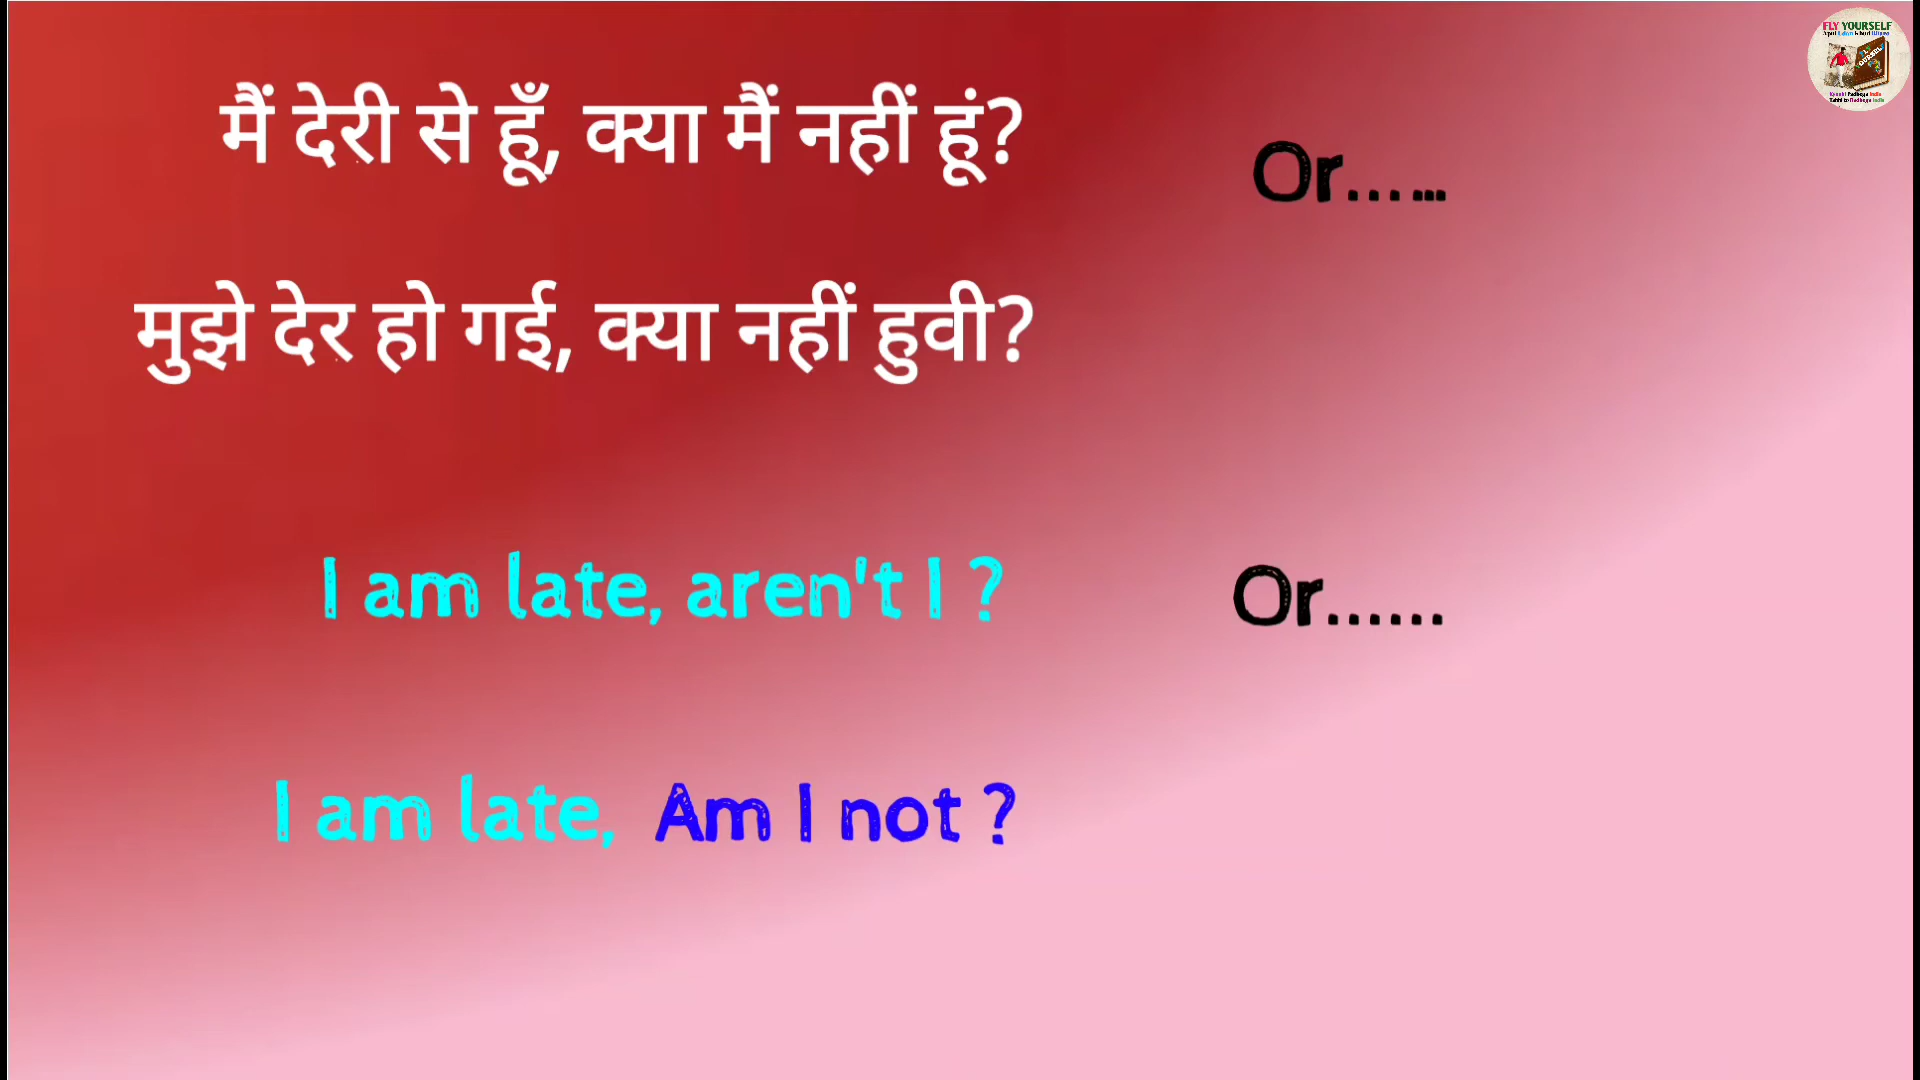 FLY YOURSELF
मैं देरी से हूँ, क्या मैं नहीं हूं?
Or......
मुझे देर हो गई, क्या नहीं हुवी?
I am late, aren't I ?
Or......
I am late, Am I not ?